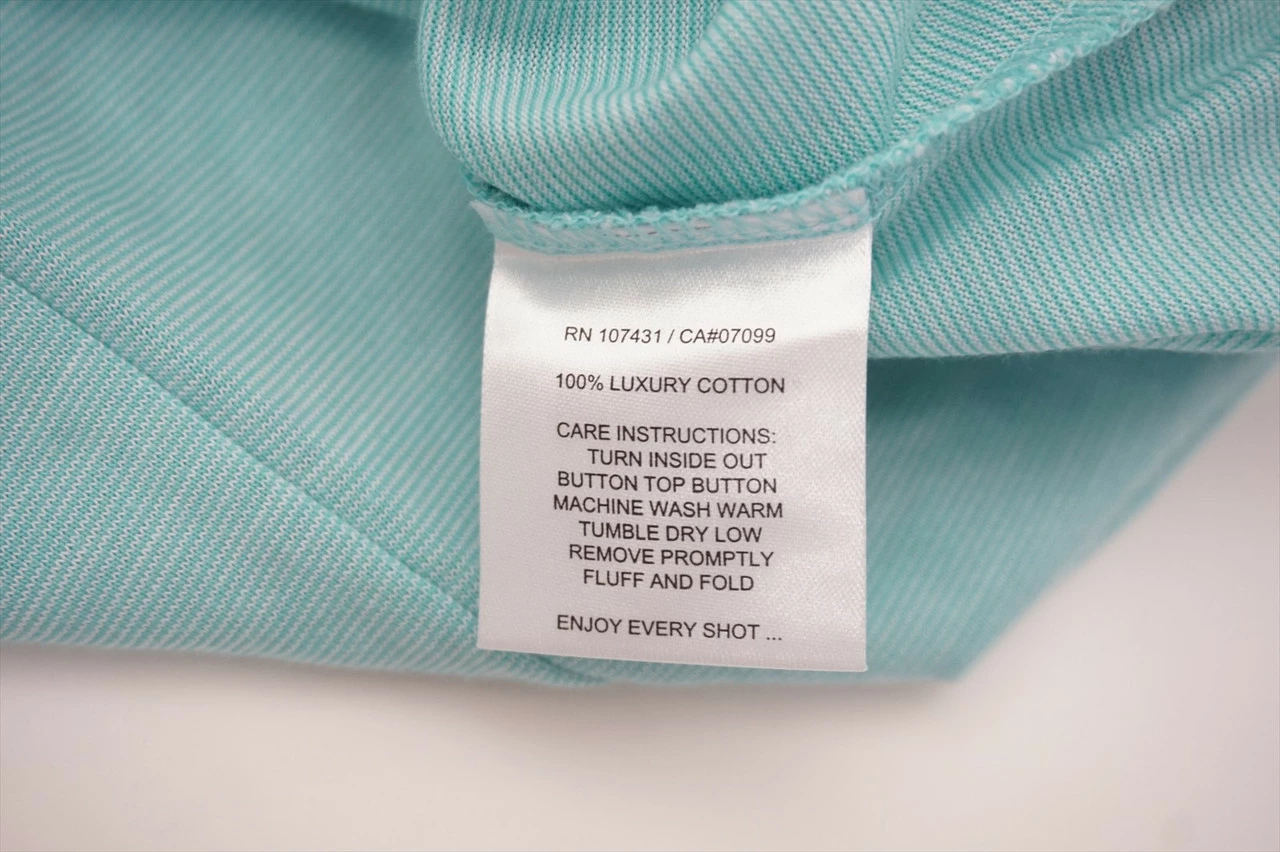 RN 107431 / CA#07099
100% LUXURY COTTON
CARE INSTRUCTIONS:
TURN INSIDE OUT
BUTTON TOP BUTTON
MACHINE WASH WARM
TUMBLE DRY LOW
REMOVE PROMPTLY
FLUFF AND FOLD
ENJOY EVERY SHOT ...